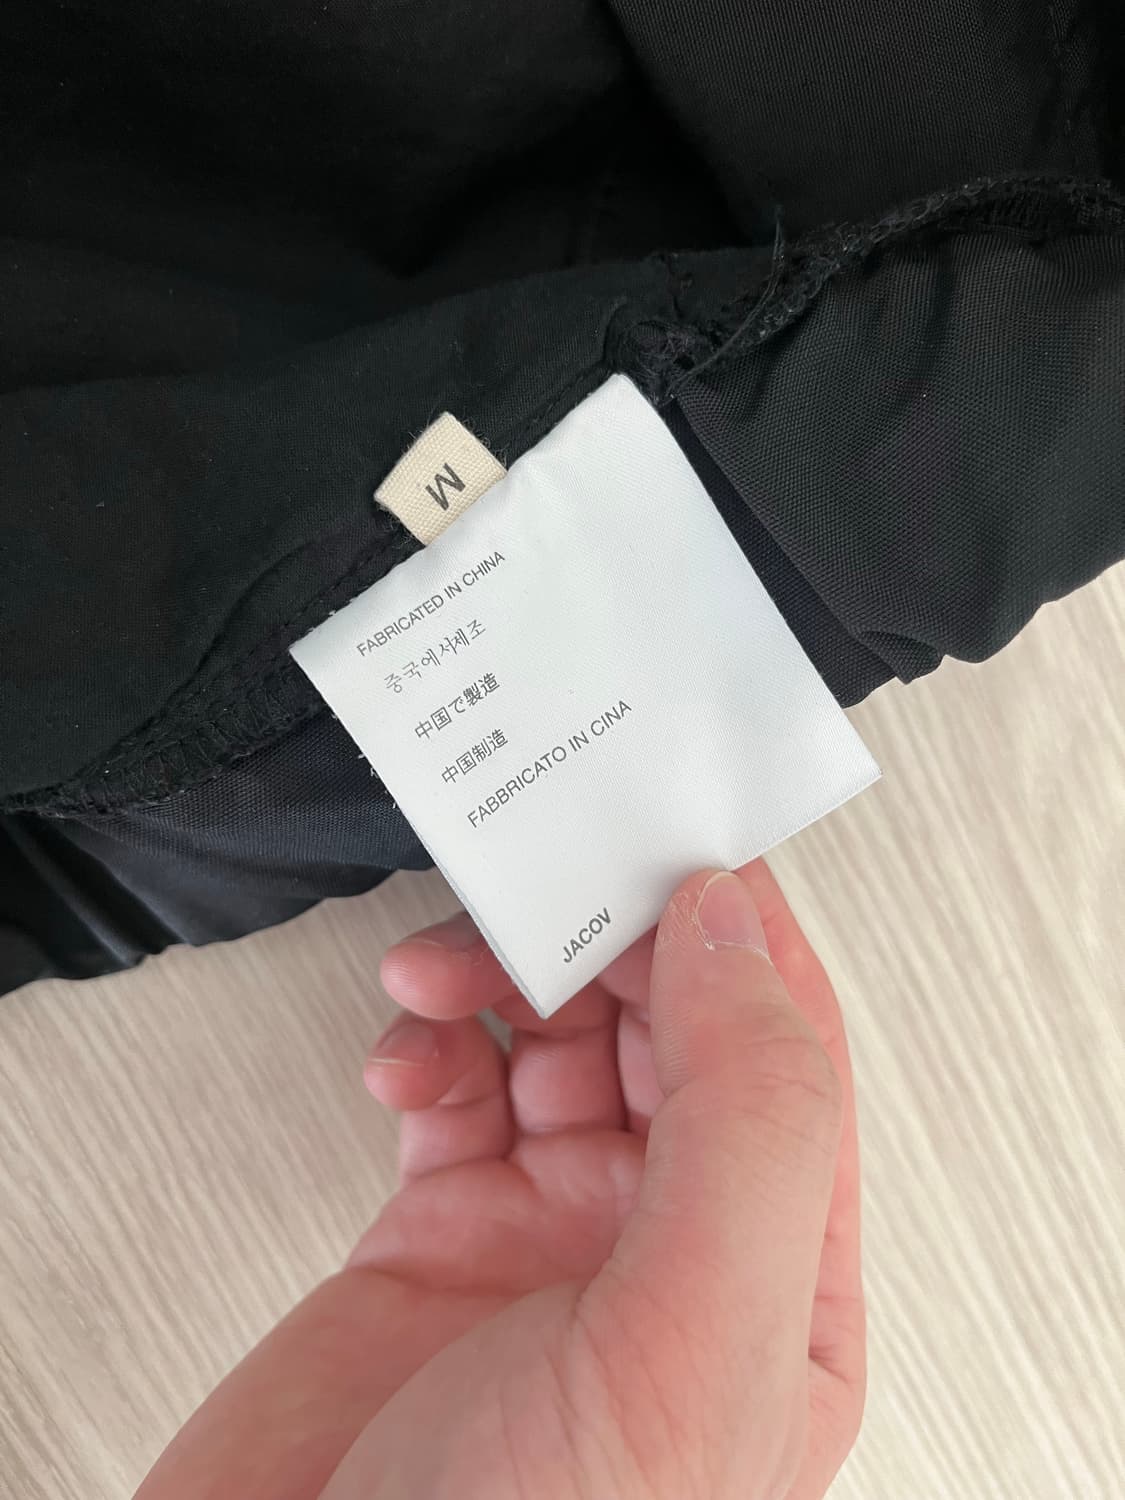 M
FABRICATED IN CHINA
중국에서제조
中国で製造
中国制造
FABBRICATO IN CINA
JACOV